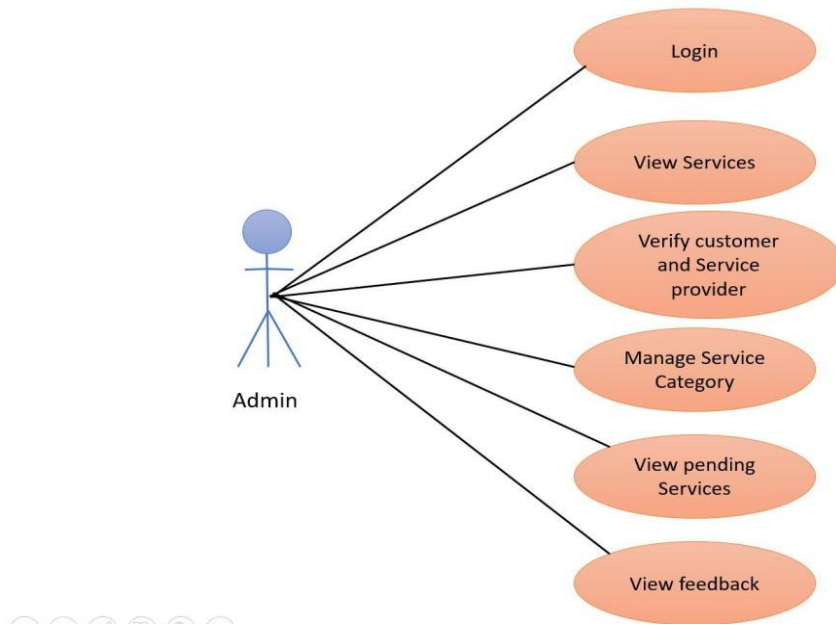 Login
View Services
Verify customer
and Service
provider
Manage Service
Category
Admin
View pending
Services
View feedback